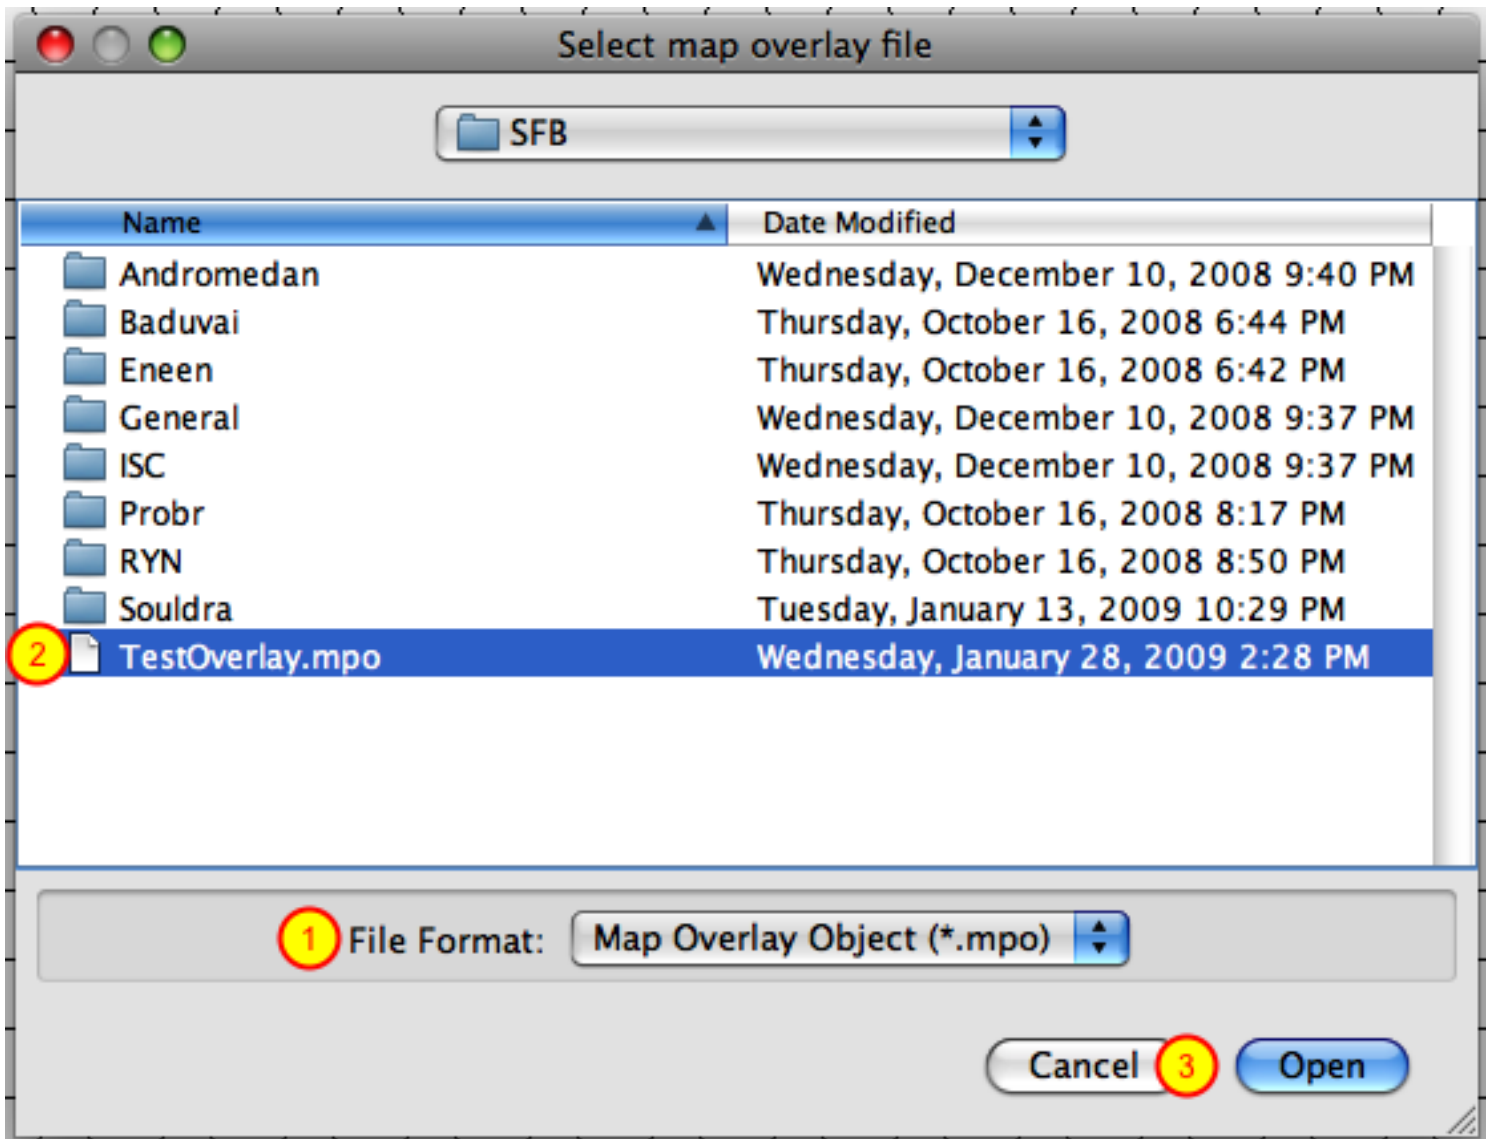 Select map overlay file
SFB
Name Date Modified
Andromedan Wednesday, December 10, 2008 9:40 PM
Baduvai Thursday, October 16, 2008 6:44 PM
Eneen Thursday, October 16, 2008 6:42 PM
General Wednesday, December 10, 2008 9:37 PM
ISC Wednesday, December 10, 2008 9:37 PM
Probr Thursday, October 16, 2008 8:17 PM
RYN Thursday, October 16, 2008 8:50 PM
Souldra Tuesday, January 13, 2009 10:29 PM
2 TestOverlay.mpo Wednesday, January 28, 2009 2:28 PM
1 File Format: Map Overlay Object (*.mpo)
Cancel 3 Open